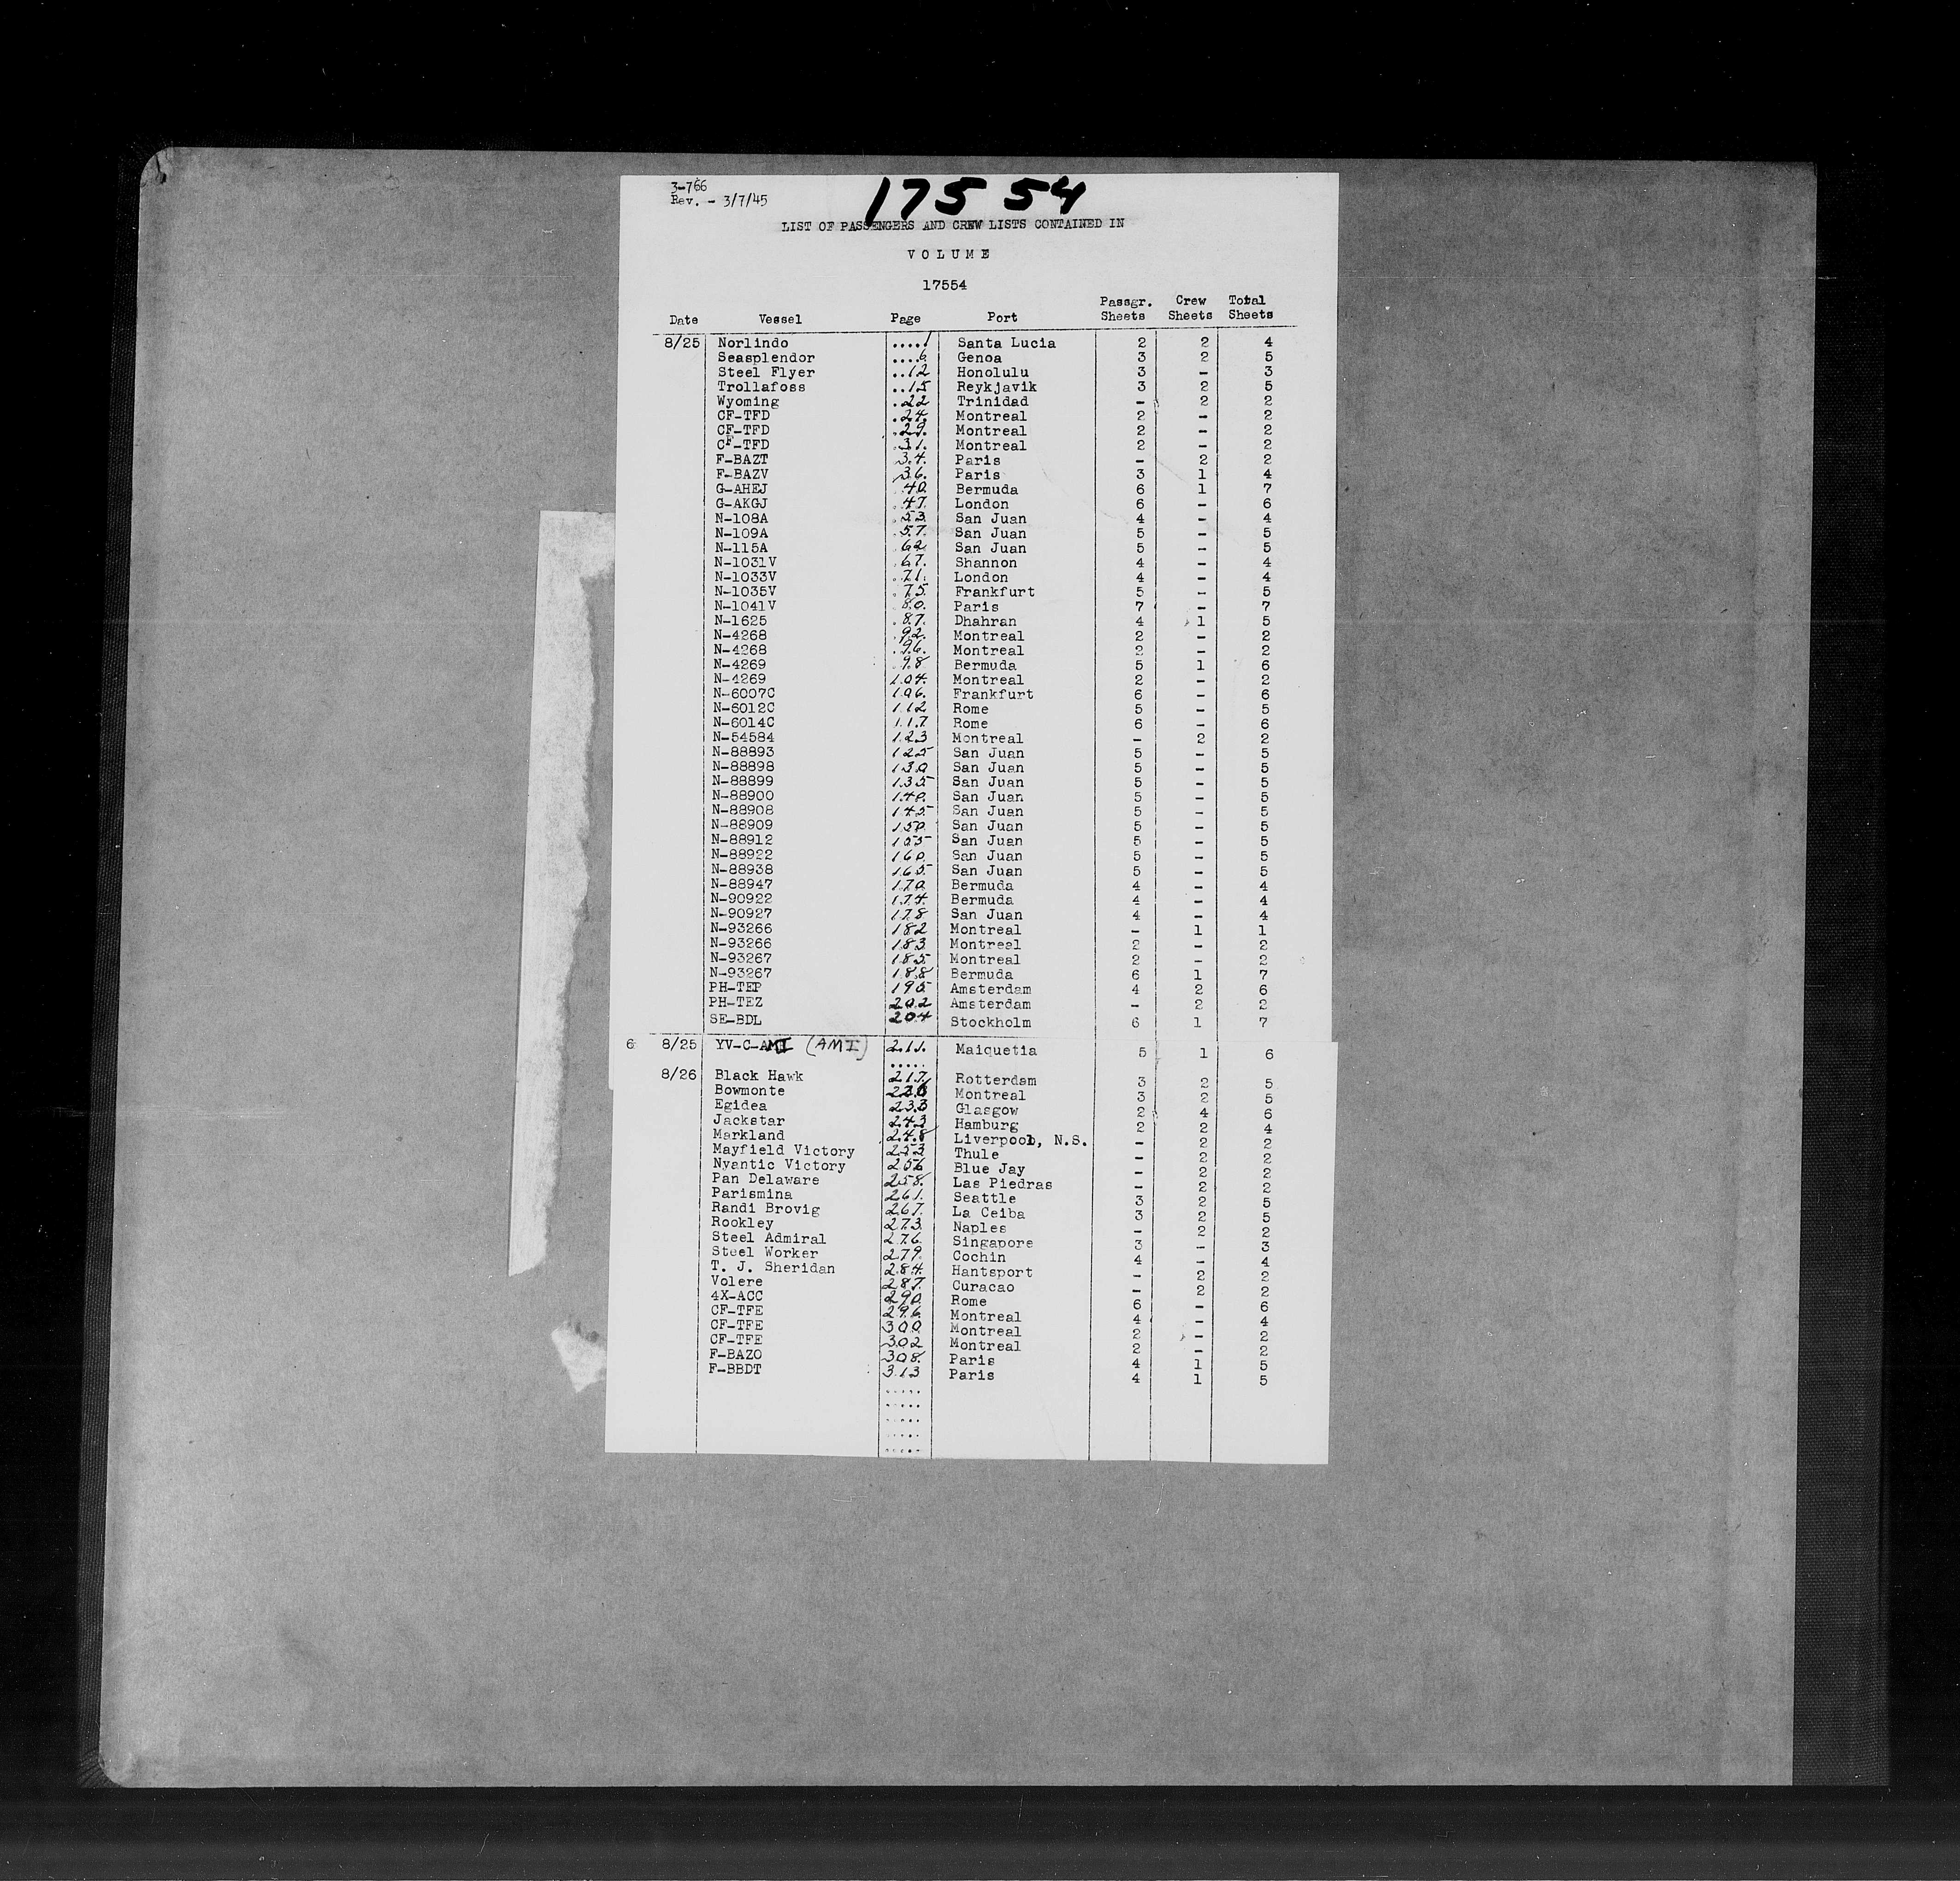 3-766
Rev. - 3/7/45
17554
LIST OF PASSENGERS AND CREW LISTS CONTAINED IN
VOLUME
17554
Date Vessel Page Port Passgr. Sheets Crew Sheets Total Sheets
8/25 Norlindo ....1 Santa Lucia 2 2 4
Seasplendor ....6 Genoa 3 2 5
Steel Flyer ..12 Honolulu 3 - 3
Trollafoss ..15 Reykjavik 3 2 5
Wyoming .22 Trinidad - 2 2
CF-TFD .24. Montreal 2 - 2
CF-TFD .29. Montreal 2 - 2
CF-TFD .31. Montreal 2 - 2
F-BAZT .34. Paris - 2 2
F-BAZV .36. Paris 3 1 4
G-AHEJ .40 Bermuda 6 1 7
G-AKGJ .47. London 6 - 6
N-108A .53 San Juan 4 - 4
N-109A .57. San Juan 5 - 5
N-115A .62 San Juan 5 - 5
N-1031V .67. Shannon 4 - 4
N-1033V .71. London 4 - 4
N-1035V .75. Frankfurt 5 - 5
N-1041V .80. Paris 7 - 7
N-1625 .87. Dhahran 4 1 5
N-4268 .92. Montreal 2 - 2
N-4268 .96. Montreal 2 - 2
N-4269 .98 Bermuda 5 1 6
N-4269 104. Montreal 2 - 2
N-6007C 106. Frankfurt 6 - 6
N-6012C 112 Rome 5 - 5
N-6014C 117 Rome 6 - 6
N-54584 123 Montreal - 2 2
N-88893 125 San Juan 5 - 5
N-88898 130 San Juan 5 - 5
N-88899 135 San Juan 5 - 5
N-88900 140. San Juan 5 - 5
N-88908 145 San Juan 5 - 5
N-88909 150 San Juan 5 - 5
N-88912 155 San Juan 5 - 5
N-88922 160 San Juan 5 - 5
N-88938 165 San Juan 5 - 5
N-88947 170 Bermuda 4 - 4
N-90922 174. Bermuda 4 - 4
N-90927 178 San Juan 4 - 4
N-93266 182 Montreal - 1 1
N-93266 183 Montreal 2 - 2
N-93267 185 Montreal 2 - 2
N-93267 188 Bermuda 6 1 7
PH-TEP 195 Amsterdam 4 2 6
PH-TEZ 202 Amsterdam - 2 2
SE-BDL 204 Stockholm 6 1 7
6 8/25 YV-C-AMI (AMI) 211. Maiquetia 5 1 6
.....
8/26 Black Hawk 217. Rotterdam 3 2 5
Bowmonte Montreal 3 2 5
Egidea 233 Glasgow 2 4 6
Jackstar 243 Hamburg 2 2 4
Markland 248 Liverpool, N.S. - 2 2
Mayfield Victory 253 Thule - 2 2
Nyantic Victory 256 Blue Jay - 2 2
Pan Delaware 258. Las Piedras - 2 2
Parismina 261. Seattle 3 2 5
Randi Brovig 267. La Ceiba 3 2 5
Rookley 273. Naples - 2 2
Steel Admiral 276. Singapore 3 - 3
Steel Worker 279. Cochin 4 - 4
T. J. Sheridan 284. Hantsport - 2 2
Volere 287. Curacao - 2 2
4X-ACC 290. Rome 6 - 6
CF-TFE 296. Montreal 4 - 4
CF-TFE 300. Montreal 2 - 2
CF-TFE 302 Montreal 2 - 2
F-BAZO 308. Paris 4 1 5
F-BBDT 313 Paris 4 1 5
.....
.....
.....
.....
.....